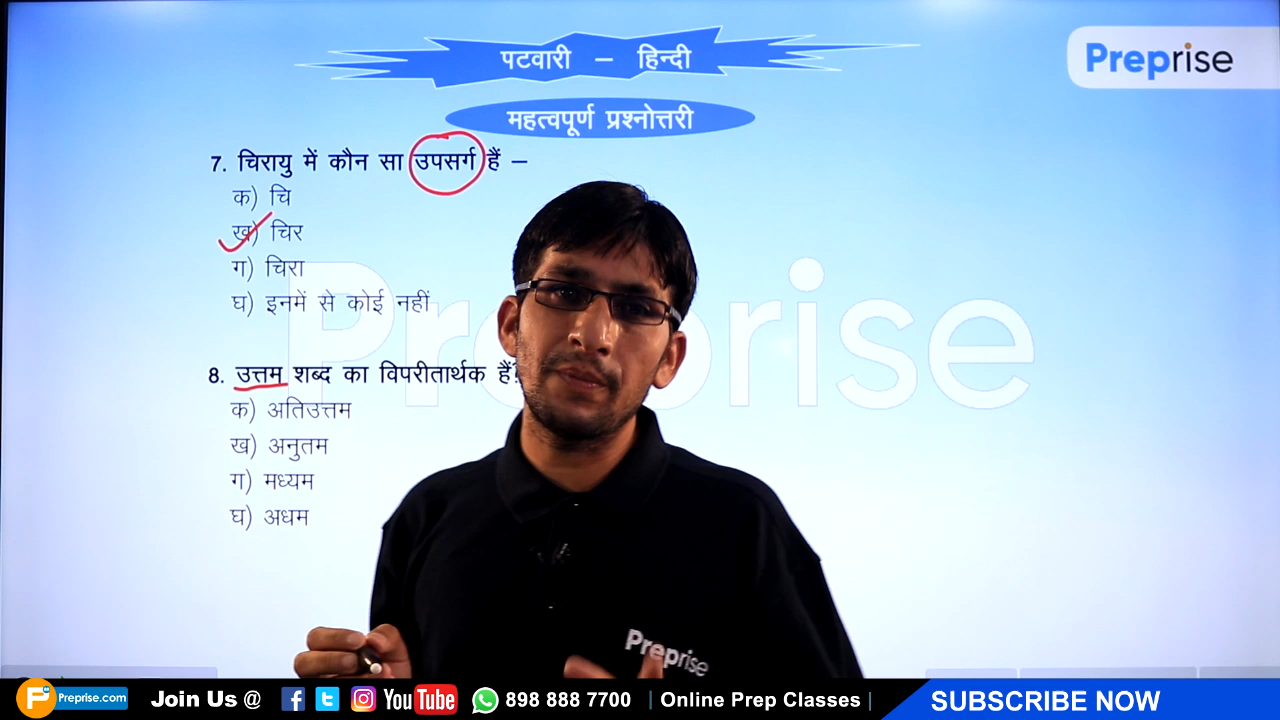 पटवारी – हिन्दी
Preprise
महत्वपूर्ण प्रश्नोत्तरी
7. चिरायु में कौन सा उपसर्ग हैं –
क) चि
ख) चिर
ग) चिरा
घ) इनमें से कोई नहीं
Preprise
8. उत्तम शब्द का विपरीतार्थक हैं?
क) अतिउत्तम
ख) अनुतम
ग) मध्यम
घ) अधम
Preprise
Preprise.com Join Us @ You Tube 898 888 7700 | Online Prep Classes | SUBSCRIBE NOW